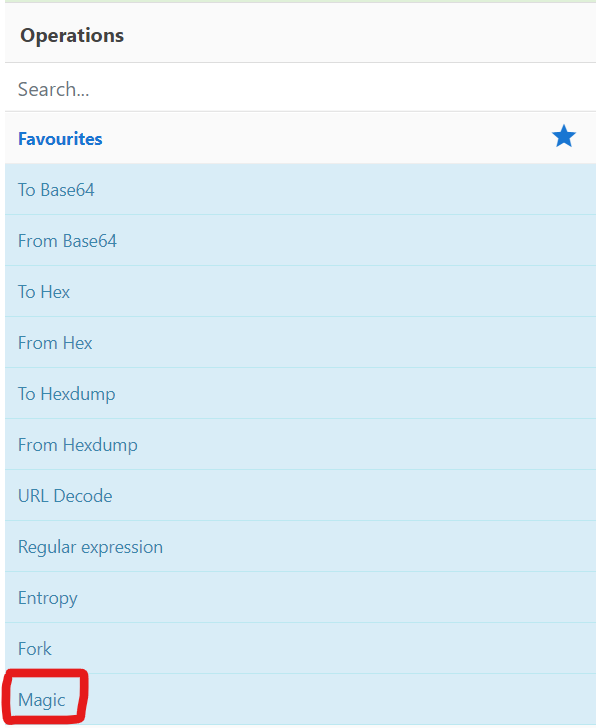 Operations
Search...
Favourites
To Base64
From Base64
To Hex
From Hex
To Hexdump
From Hexdump
URL Decode
Regular expression
Entropy
Fork
Magic